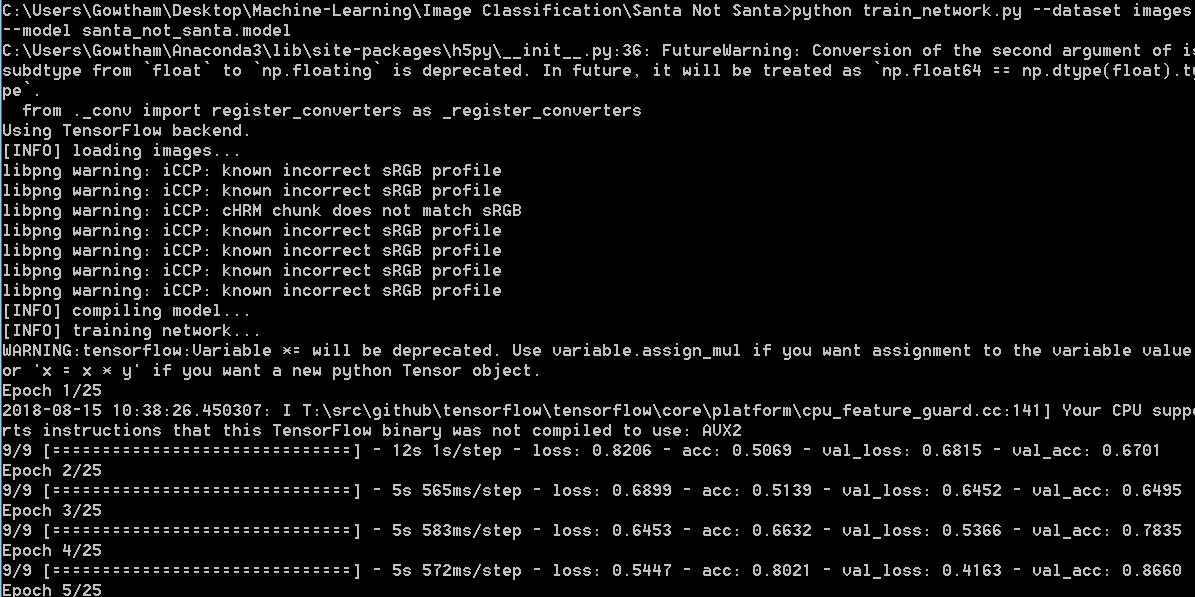 C:\Users\Gowtham\Desktop\Machine-Learning\Image Classification\Santa Not Santa>python train_network.py --dataset images
--model santa_not_santa.model
C:\Users\Gowtham\Anaconda3\lib\site-packages\h5py\__init__.py:36: FutureWarning: Conversion of the second argument of is
subdtype from `float` to `np.floating` is deprecated. In future, it will be treated as `np.float64 == np.dtype(float).ty
pe`.
  from ._conv import register_converters as _register_converters
Using TensorFlow backend.
[INFO] loading images...
libpng warning: iCCP: known incorrect sRGB profile
libpng warning: iCCP: known incorrect sRGB profile
libpng warning: iCCP: cHRM chunk does not match sRGB
libpng warning: iCCP: known incorrect sRGB profile
libpng warning: iCCP: known incorrect sRGB profile
libpng warning: iCCP: known incorrect sRGB profile
libpng warning: iCCP: known incorrect sRGB profile
[INFO] compiling model...
[INFO] training network...
WARNING:tensorflow:Variable *= will be deprecated. Use variable.assign_mul if you want assignment to the variable value
or 'x = x * y' if you want a new python Tensor object.
Epoch 1/25
2018-08-15 10:38:26.450307: I T:\src\github\tensorflow\tensorflow\core\platform\cpu_feature_guard.cc:141] Your CPU suppo
rts instructions that this TensorFlow binary was not compiled to use: AVX2
9/9 [==============================] - 12s 1s/step - loss: 0.8206 - acc: 0.5069 - val_loss: 0.6815 - val_acc: 0.6701
Epoch 2/25
9/9 [==============================] - 5s 565ms/step - loss: 0.6899 - acc: 0.5139 - val_loss: 0.6452 - val_acc: 0.6495
Epoch 3/25
9/9 [==============================] - 5s 583ms/step - loss: 0.6453 - acc: 0.6632 - val_loss: 0.5366 - val_acc: 0.7835
Epoch 4/25
9/9 [==============================] - 5s 572ms/step - loss: 0.5447 - acc: 0.8021 - val_loss: 0.4163 - val_acc: 0.8660
Epoch 5/25